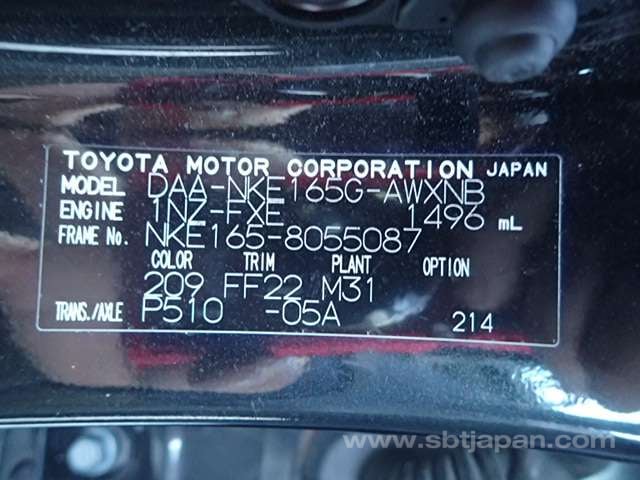 TOYOTA MOTOR CORPORATION JAPAN
MODEL DAA-NKE165G-AWXNB
ENGINE 1NZ-FXE 1496 mL
FRAME No. NKE165-8055087
COLOR TRIM PLANT OPTION
209 FF22 M31
TRANS./AXLE P510 -05A 214
www.sbtjapan.com